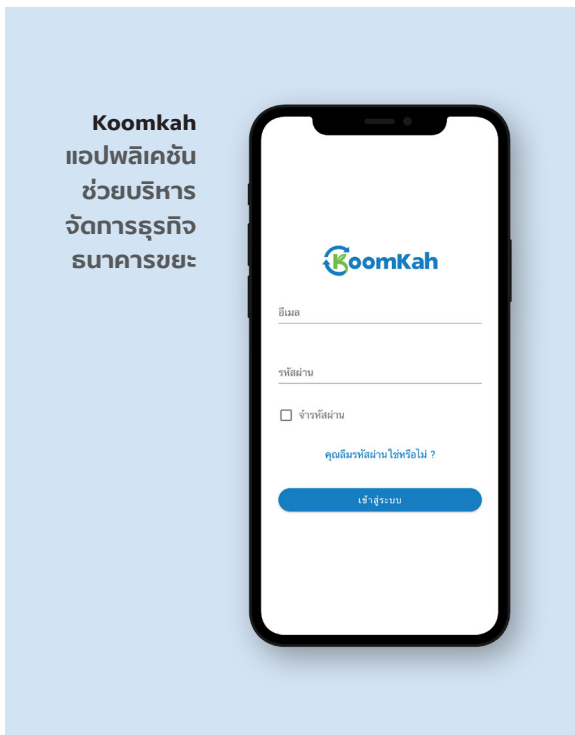 Koomkah
แอปพลิเคชัน
ช่วยบริหาร
จัดการธุรกิจ
ธนาคารขยะ
KoomKah
อีเมล
รหัสผ่าน
จำรหัสผ่าน
คุณลืมรหัสผ่านใช่หรือไม่ ?
เข้าสู่ระบบ